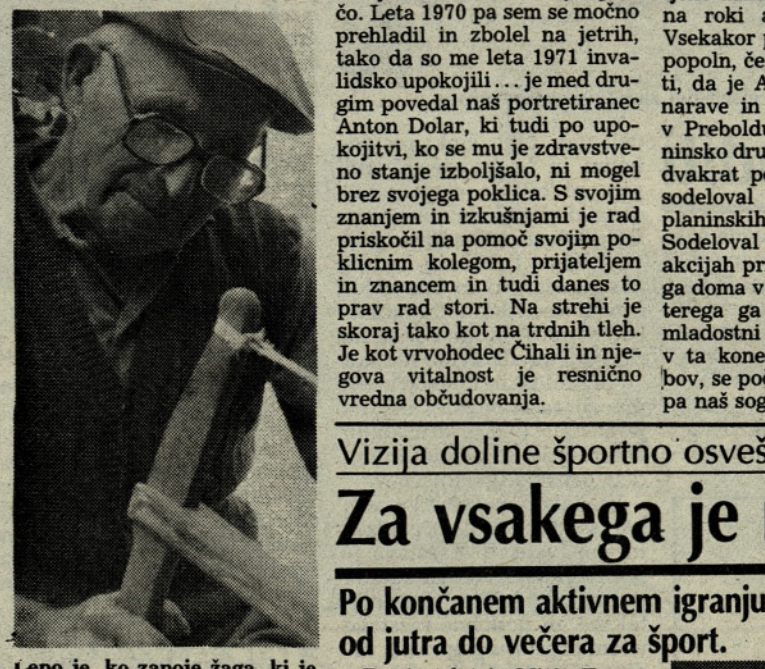 čo. Leta 1970 pa sem se močno
prehladil in zbolel na jetrih,
tako da so me leta 1971 inva-
lidsko upokojili... je med dru-
gim povedal naš portretiranec
Anton Dolar, ki tudi po upo-
kojitvi, ko se mu je zdravstve-
no stanje izboljšalo, ni mogel
brez svojega poklica. S svojim
znanjem in izkušnjami je rad
priskočil na pomoč svojim po-
klicnim kolegom, prijateljem
in znancem in tudi danes to
prav rad stori. Na strehi je
skoraj tako kot na trdnih tleh.
Je kot vrvohodec Čihali in nje-
gova vitalnost je resnično
vredna občudovanja.
na roki
Vsekakor
popoln, če
ti, da je A
narave in
v Preboldu
ninsko dru
dvakrat po
sodeloval
planinskih
Sodeloval
akcijah pr
ga doma v
terega ga
mladostni
v ta kone
bov, se po
pa naš sog
Vizija doline športno osveš
Za vsakega je
Po končanem aktivnem igranju
od jutra do večera za šport.
Lepo je, ko zapoje žaga, ki je